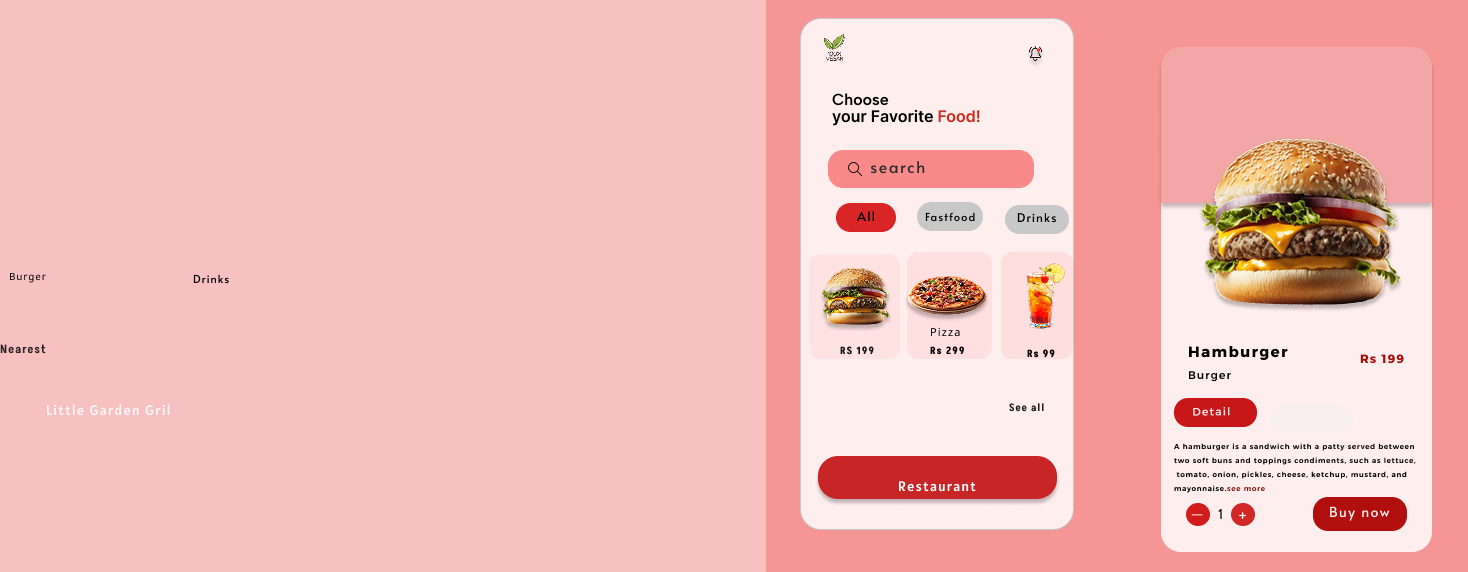 Burger
Drinks
Nearest
Little Garden Gril
100%
VEGAN
Choose
your Favorite Food!
search
All
Fastfood
Drinks
Pizza
RS 199
Rs 299
Rs 99
See all
Restaurant
Hamburger
Rs 199
Burger
Detail
A hamburger is a sandwich with a patty served between
two soft buns and toppings condiments, such as lettuce,
tomato, onion, pickles, cheese, ketchup, mustard, and
mayonnaise.see more
— 1 +
Buy now